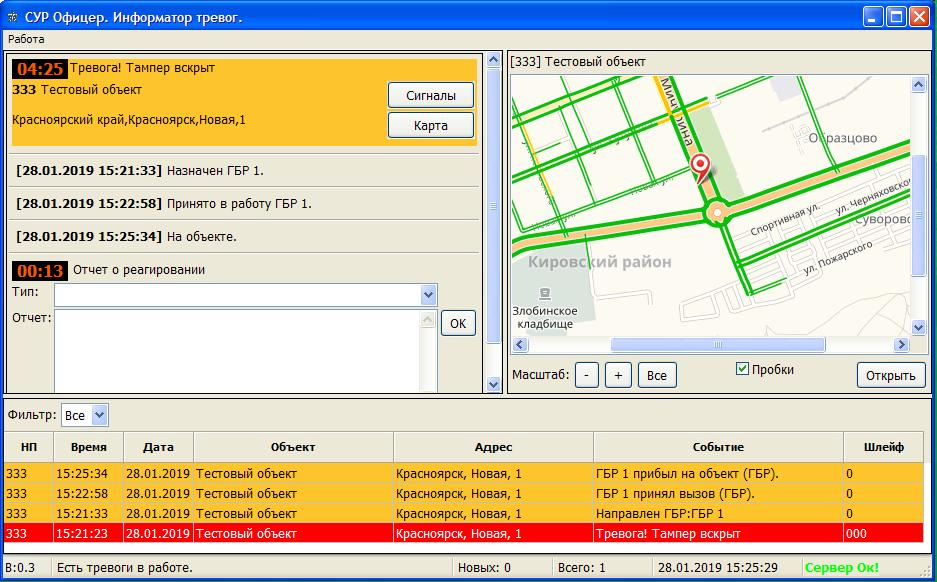 СУР Офицер. Информатор тревог.
Работа
04:25 Тревога! Тампер вскрыт
333 Тестовый объект
Сигналы
Красноярский край,Красноярск,Новая,1
Карта
[28.01.2019 15:21:33] Назначен ГБР 1.
[28.01.2019 15:22:58] Принято в работу ГБР 1.
[28.01.2019 15:25:34] На объекте.
00:13 Отчет о реагировании
Тип:
Отчет:
ОК
[333] Тестовый объект
Мичурина
Образцово
ул. Черняховског
Спортивная ул.
Суворово
ул. Пожарского
Кировский район
Злобинское
кладбище
Масштаб: - + Все Пробки Открыть
Фильтр: Все
НП Время Дата Объект Адрес Событие Шлейф
333 15:25:34 28.01.2019 Тестовый объект Красноярск, Новая, 1 ГБР 1 прибыл на объект (ГБР). 0
333 15:22:58 28.01.2019 Тестовый объект Красноярск, Новая, 1 ГБР 1 принял вызов (ГБР). 0
333 15:21:33 28.01.2019 Тестовый объект Красноярск, Новая, 1 Направлен ГБР:ГБР 1 0
333 15:21:23 28.01.2019 Тестовый объект Красноярск, Новая, 1 Тревога! Тампер вскрыт 000
В:0.3 Есть тревоги в работе. Новых: 0 Всего: 1 28.01.2019 15:25:29 Сервер Ок!